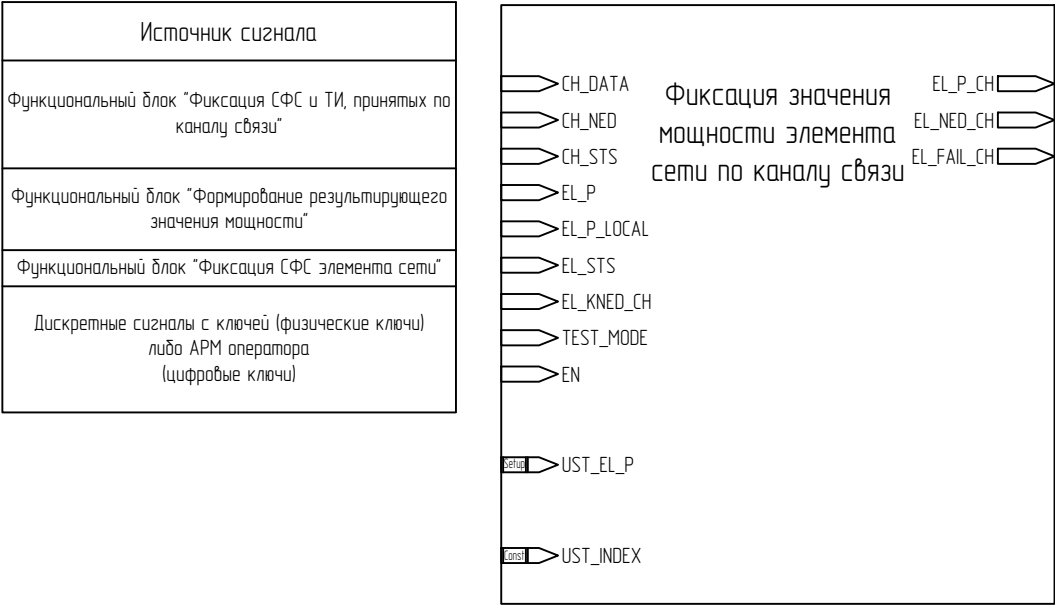 Источник сигнала
Функциональный блок "Фиксация СФС и ТИ, принятых по
каналу связи"
Функциональный блок "Формирование результирующего
значения мощности"
Функциональный блок "Фиксация СФС элемента сети"
Дискретные сигналы с ключей (физические ключи)
либо АРМ оператора
(цифровые ключи)
Фиксация значения
мощности элемента
сети по каналу связи
CH_DATA
CH_NED
CH_STS
EL_P
EL_P_LOCAL
EL_STS
EL_KNED_CH
TEST_MODE
EN
Setup
UST_EL_P
Const
UST_INDEX
EL_P_CH
EL_NED_CH
EL_FAIL_CH